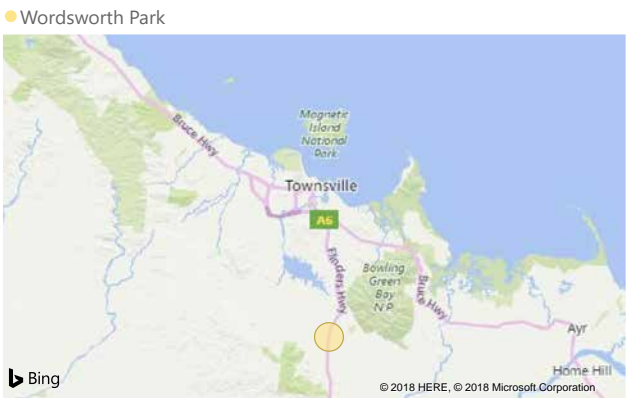 Wordsworth Park
Magnetic
Island
National
Park
Bruce Hwy
Townsville
A6
Flinders Hwy
Bowling
Green
Bay
N.P.
Bruce Hwy
Ayr
Home Hill
Bing
© 2018 HERE, © 2018 Microsoft Corporation